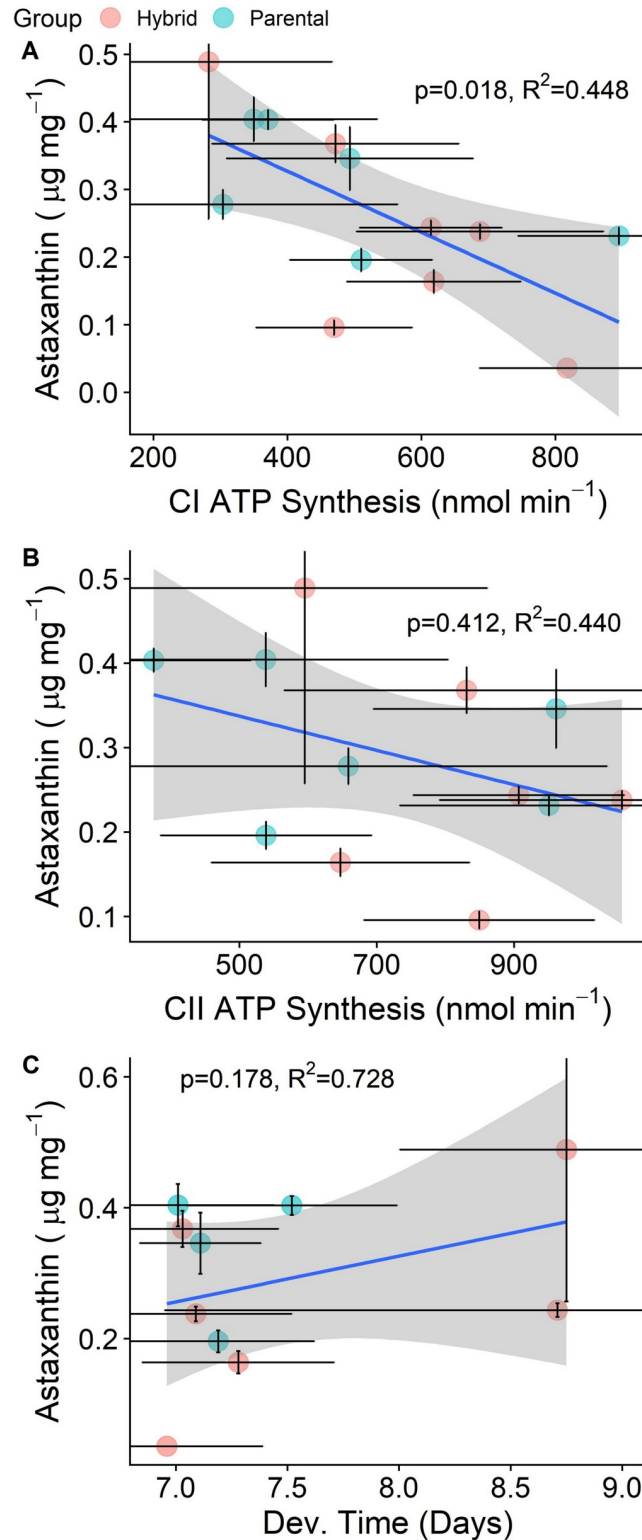 Group Hybrid Parental
A
0.5
p=0.018, R²=0.448
0.4
0.3
0.2
0.1
0.0
Astaxanthin ( μg mg⁻¹)
200 400 600 800
CI ATP Synthesis (nmol min⁻¹)
B
0.5
p=0.412, R²=0.440
0.4
0.3
0.2
0.1
Astaxanthin ( μg mg⁻¹)
500 700 900
CII ATP Synthesis (nmol min⁻¹)
C
0.6
p=0.178, R²=0.728
0.4
0.2
Astaxanthin ( μg mg⁻¹)
7.0 7.5 8.0 8.5 9.0
Dev. Time (Days)